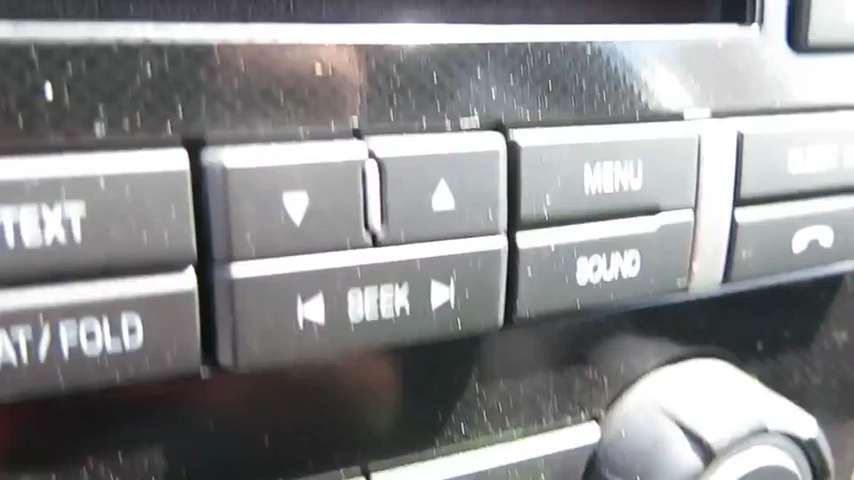 TEXT
MENU
SOUND
AT / FOLD
SEEK